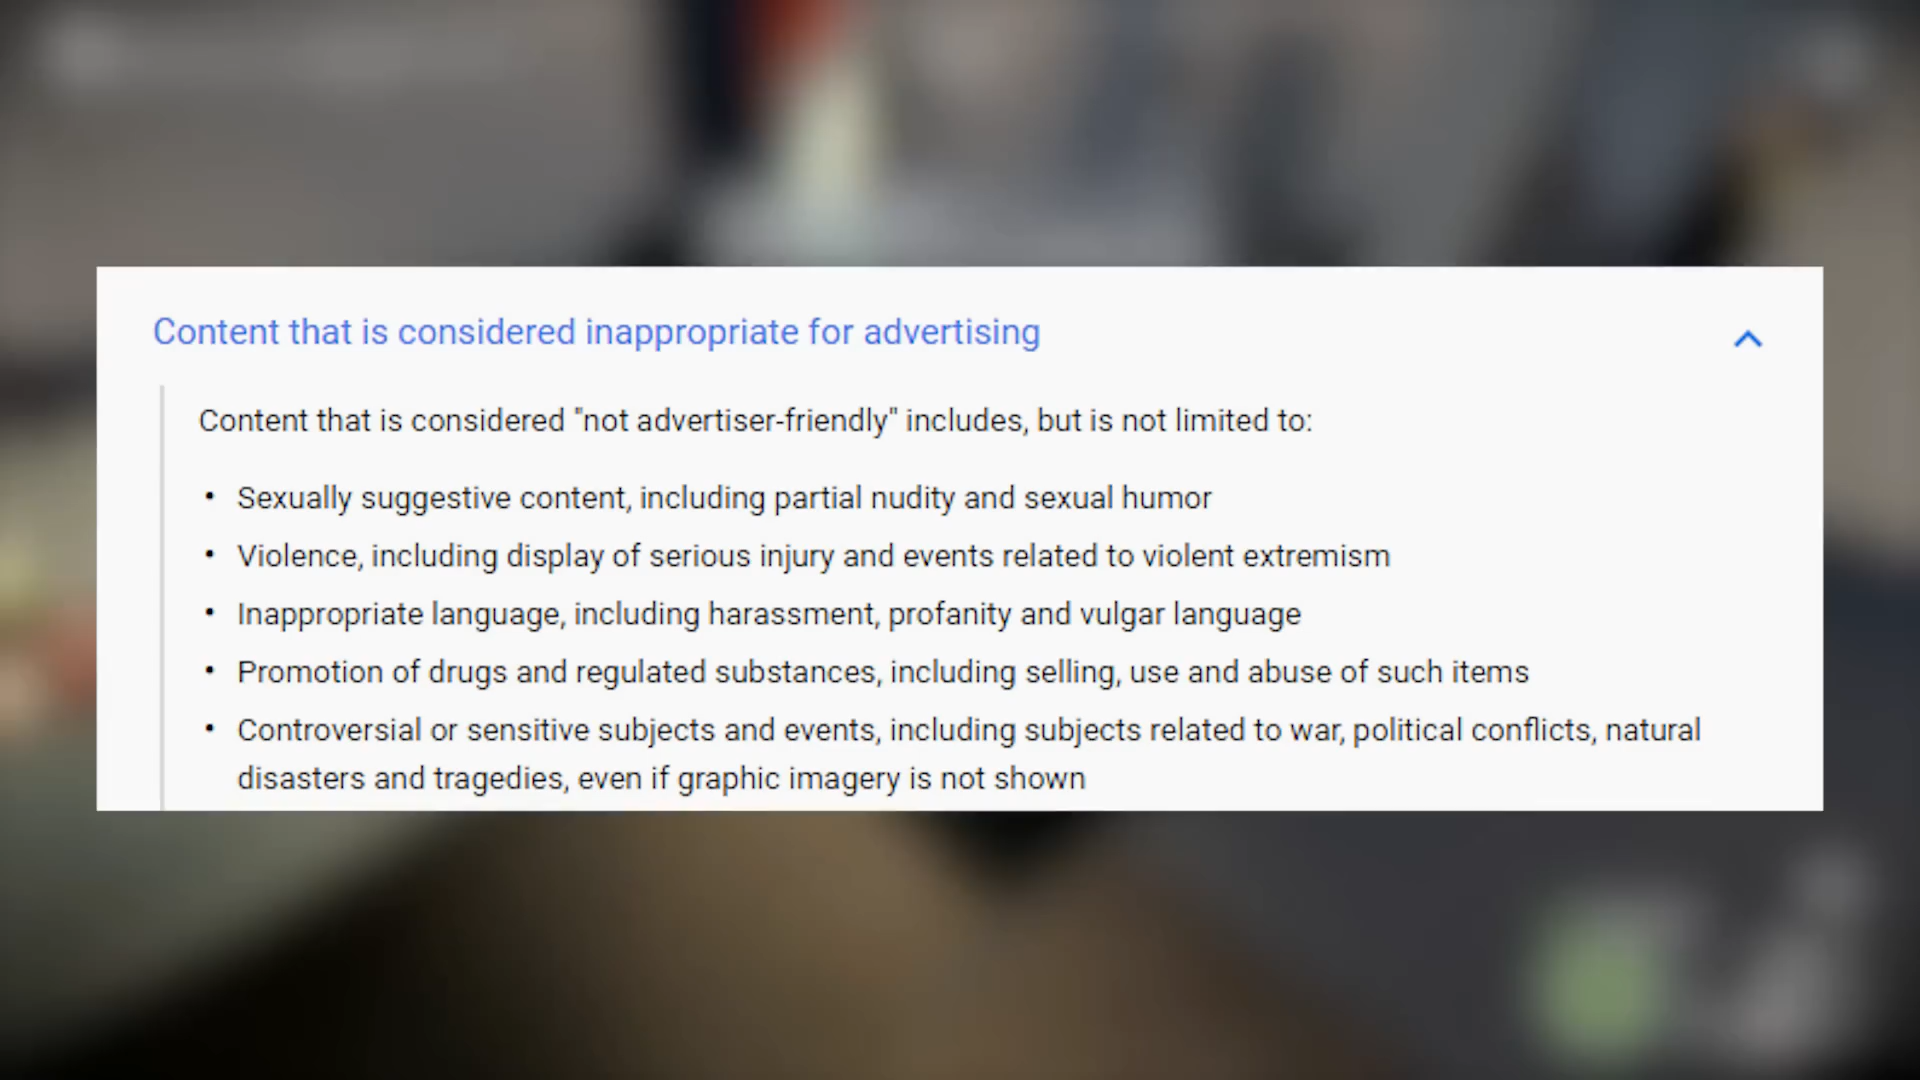 Content that is considered inappropriate for advertising
Content that is considered "not advertiser-friendly" includes, but is not limited to:
• Sexually suggestive content, including partial nudity and sexual humor
• Violence, including display of serious injury and events related to violent extremism
• Inappropriate language, including harassment, profanity and vulgar language
• Promotion of drugs and regulated substances, including selling, use and abuse of such items
• Controversial or sensitive subjects and events, including subjects related to war, political conflicts, natural
disasters and tragedies, even if graphic imagery is not shown